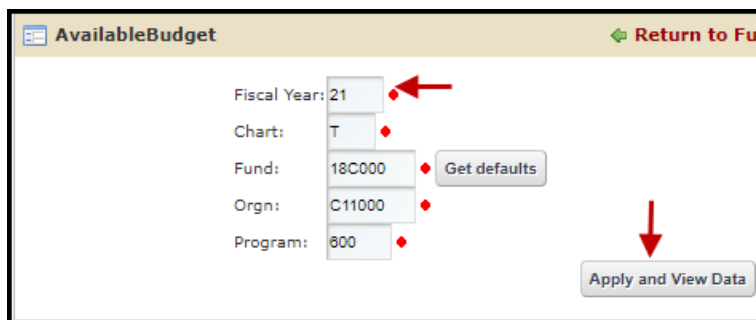 AvailableBudget Return to Fu
Fiscal Year: 21
Chart: T
Fund: 18C000 Get defaults
Orgn: C11000
Program: 600
Apply and View Data